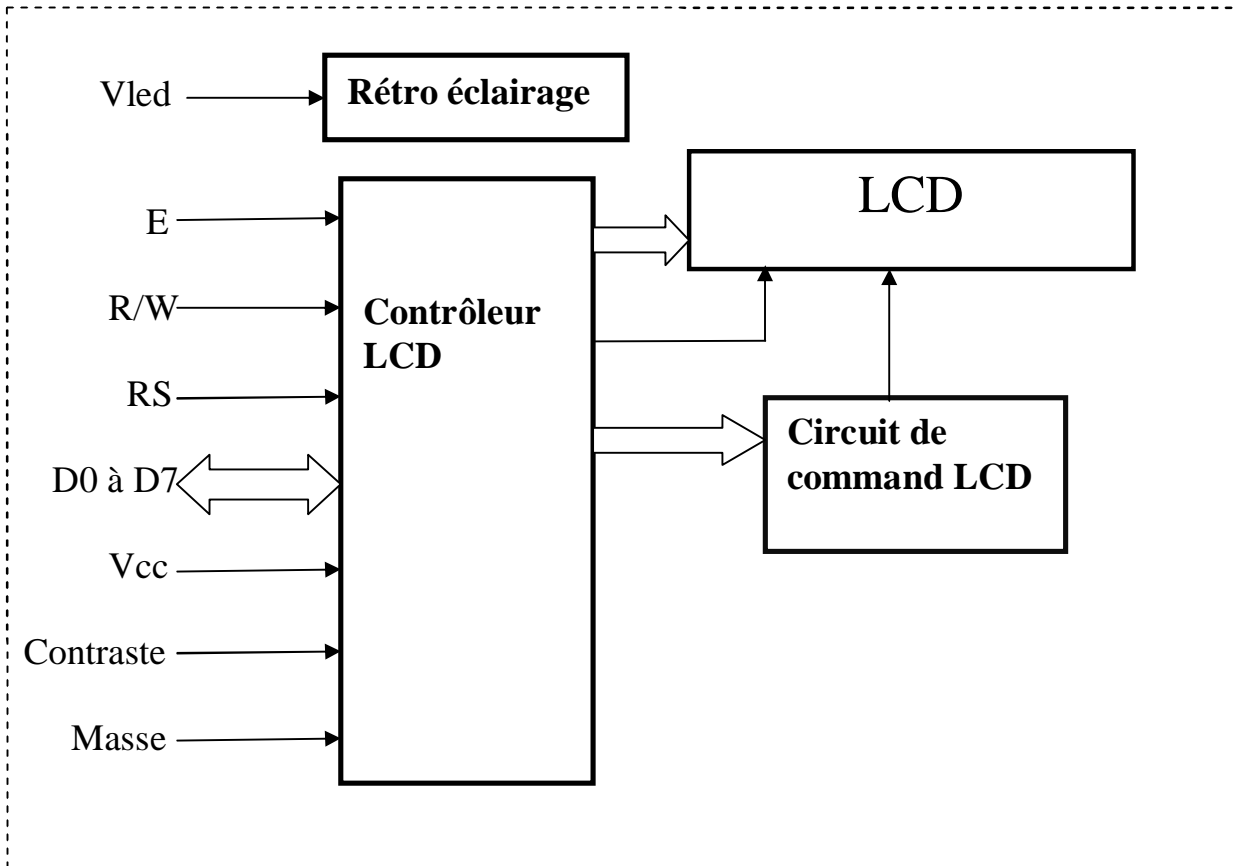 Vled
Rétro éclairage
LCD
E
R/W
Contrôleur
LCD
RS
Circuit de
command LCD
D0 à D7
Vcc
Contraste
Masse